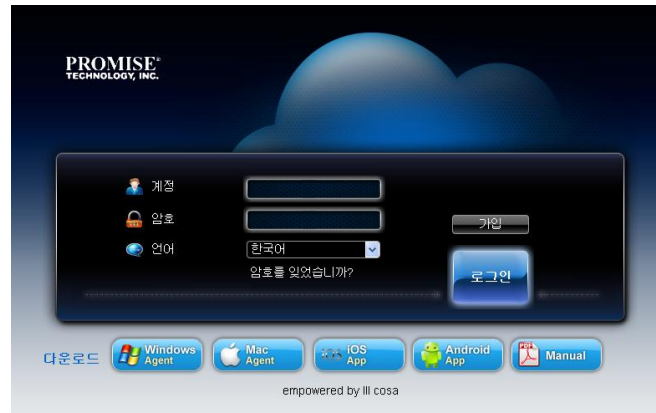 PROMISE®
TECHNOLOGY, INC.
계정
암호
가입
언어 한국어
암호를 잊었습니까?
로그인
다운로드
Windows Agent
Mac Agent
iOS iOS App
Android App
PDF Manual
empowered by III cosa